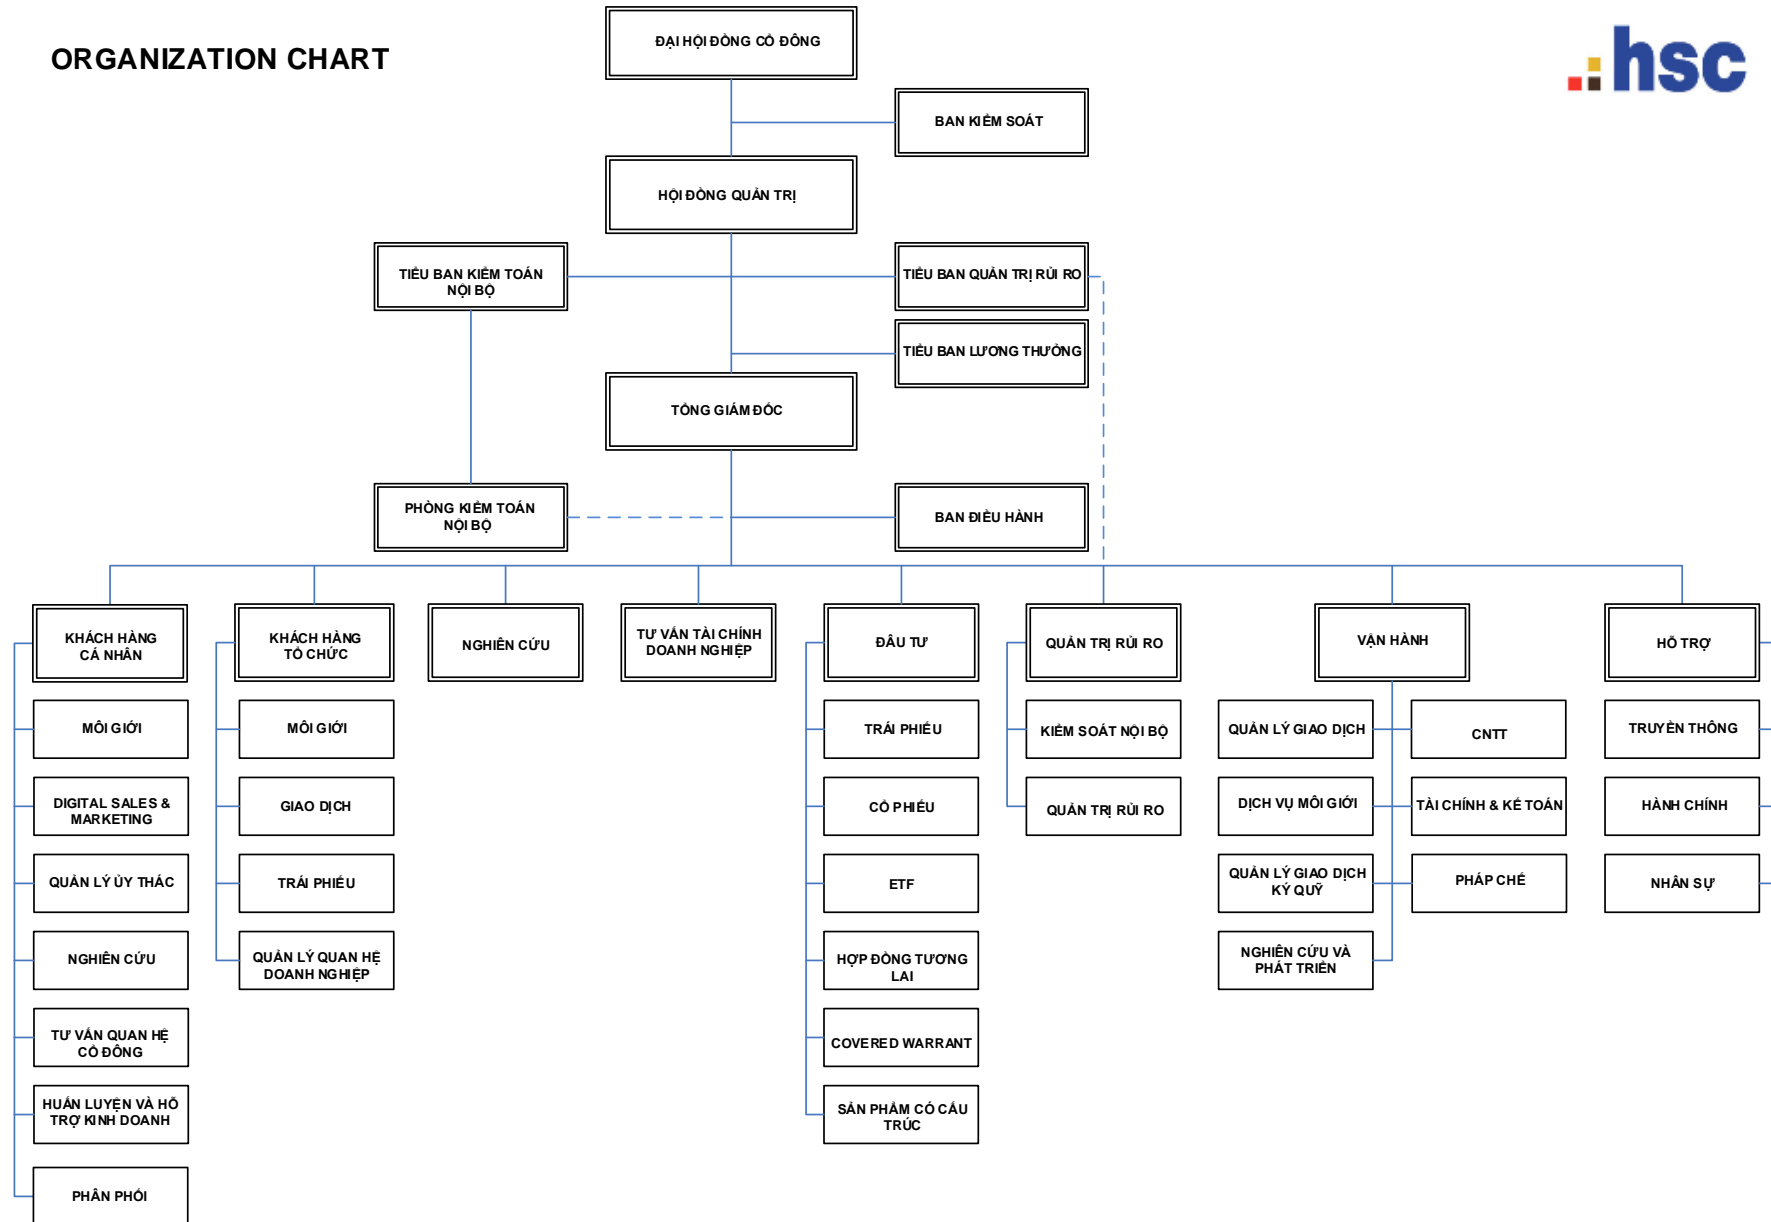 ORGANIZATION CHART
hsc
ĐẠI HỘI ĐỒNG CỔ ĐÔNG
BAN KIỂM SOÁT
HỘI ĐỒNG QUẢN TRỊ
TIỂU BAN KIỂM TOÁN
NỘI BỘ
TIỂU BAN QUẢN TRỊ RỦI RO
TIỂU BAN LƯƠNG THƯỞNG
TỔNG GIÁM ĐỐC
PHÒNG KIỂM TOÁN
NỘI BỘ
BAN ĐIỀU HÀNH
KHÁCH HÀNG
CÁ NHÂN
MÔI GIỚI
DIGITAL SALES &
MARKETING
QUẢN LÝ ỦY THÁC
NGHIÊN CỨU
TƯ VẤN QUAN HỆ
CỔ ĐÔNG
HUẤN LUYỆN VÀ HỖ
TRỢ KINH DOANH
PHÂN PHỐI
KHÁCH HÀNG
TỔ CHỨC
MÔI GIỚI
GIAO DỊCH
TRÁI PHIẾU
QUẢN LÝ QUAN HỆ
DOANH NGHIỆP
NGHIÊN CỨU
TƯ VẤN TÀI CHÍNH
DOANH NGHIỆP
ĐẦU TƯ
TRÁI PHIẾU
CỔ PHIẾU
ETF
HỢP ĐỒNG TƯƠNG
LAI
COVERED WARRANT
SẢN PHẨM CÓ CẤU
TRÚC
QUẢN TRỊ RỦI RO
KIỂM SOÁT NỘI BỘ
QUẢN TRỊ RỦI RO
VẬN HÀNH
QUẢN LÝ GIAO DỊCH
CNTT
DỊCH VỤ MÔI GIỚI
TÀI CHÍNH & KẾ TOÁN
QUẢN LÝ GIAO DỊCH
KÝ QUỸ
PHÁP CHẾ
NGHIÊN CỨU VÀ
PHÁT TRIỂN
HỖ TRỢ
TRUYỀN THÔNG
HÀNH CHÍNH
NHÂN SỰ